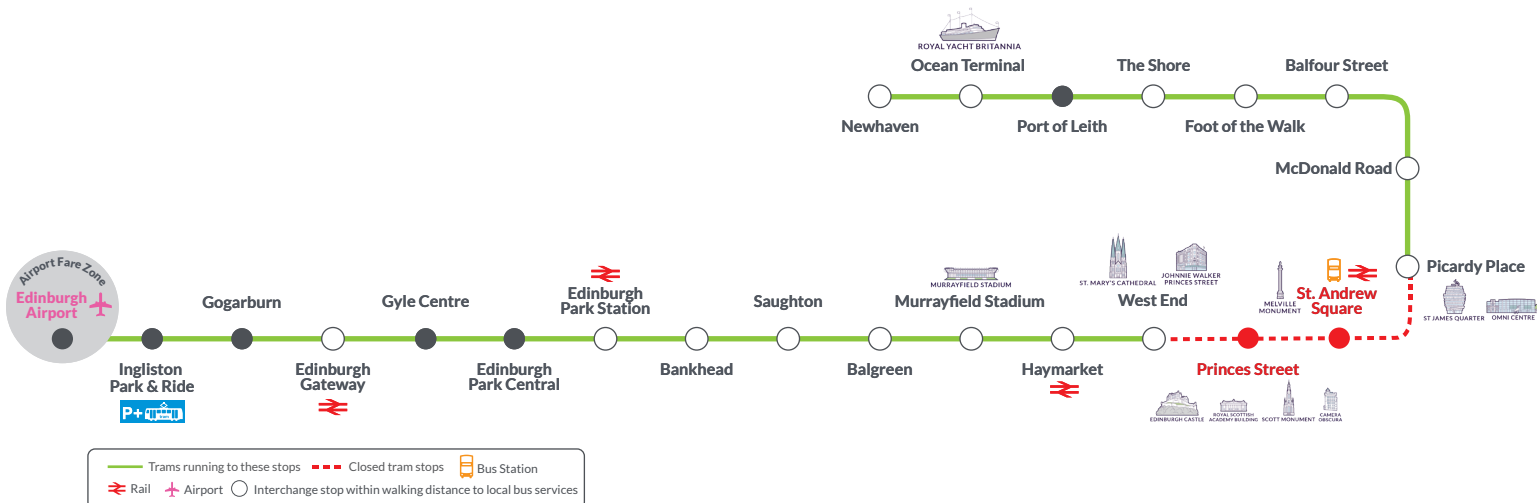 ROYAL YACHT BRITANNIA
Ocean Terminal
The Shore
Balfour Street
Newhaven
Port of Leith
Foot of the Walk
McDonald Road
Picardy Place
ST JAMES QUARTER
OMNI CENTRE
Airport Fare Zone
Edinburgh
Airport
Gogarburn
Gyle Centre
Edinburgh
Park Station
Saughton
MURRAYFIELD STADIUM
Murrayfield Stadium
ST. MARY'S CATHEDRAL
JOHNNIE WALKER
PRINCES STREET
West End
MELVILLE
MONUMENT
St. Andrew
Square
Ingliston
Park & Ride
P+
Edinburgh
Gateway
Edinburgh
Park Central
Bankhead
Balgreen
Haymarket
Princes Street
EDINBURGH CASTLE
ROYAL SCOTTISH
ACADEMY BUILDING
SCOTT MONUMENT
CAMERA
OBSCURA
Trams running to these stops
Closed tram stops
Bus Station
Rail
Airport
Interchange stop within walking distance to local bus services